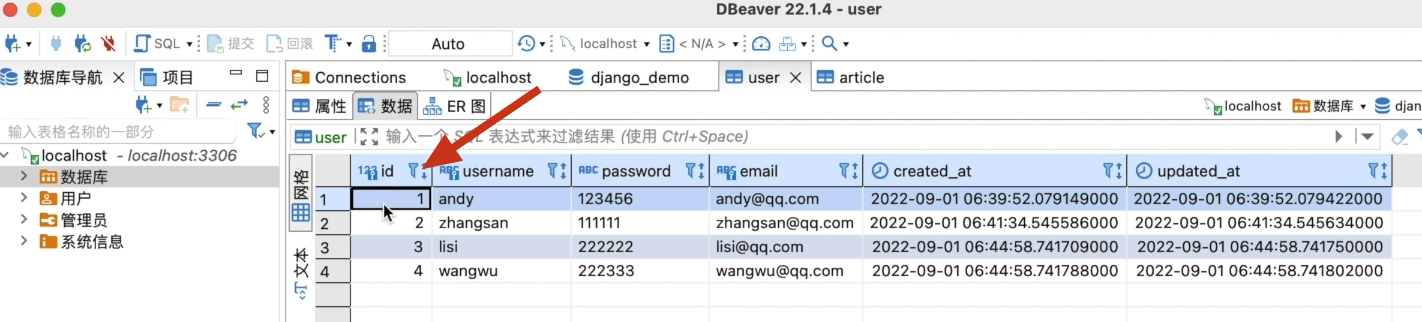 DBeaver 22.1.4 - user
SQL 提交 回滚 T Auto localhost < N/A >
数据库导航 项目 Connections localhost django_demo user article
属性 数据 ER 图 localhost 数据库
输入表格名称的一部分 user 输入一个 SQL 表达式来过滤结果 (使用 Ctrl+Space)
localhost - localhost:3306
数据库
用户
管理员
系统信息
网格
文本
123 id ABC username ABC password ABC email created_at updated_at
1 1 andy 123456 andy@qq.com 2022-09-01 06:39:52.079149000 2022-09-01 06:39:52.079422000
2 2 zhangsan 111111 zhangsan@qq.com 2022-09-01 06:41:34.545586000 2022-09-01 06:41:34.545634000
3 3 lisi 222222 lisi@qq.com 2022-09-01 06:44:58.741709000 2022-09-01 06:44:58.741750000
4 4 wangwu 222333 wangwu@qq.com 2022-09-01 06:44:58.741788000 2022-09-01 06:44:58.741802000